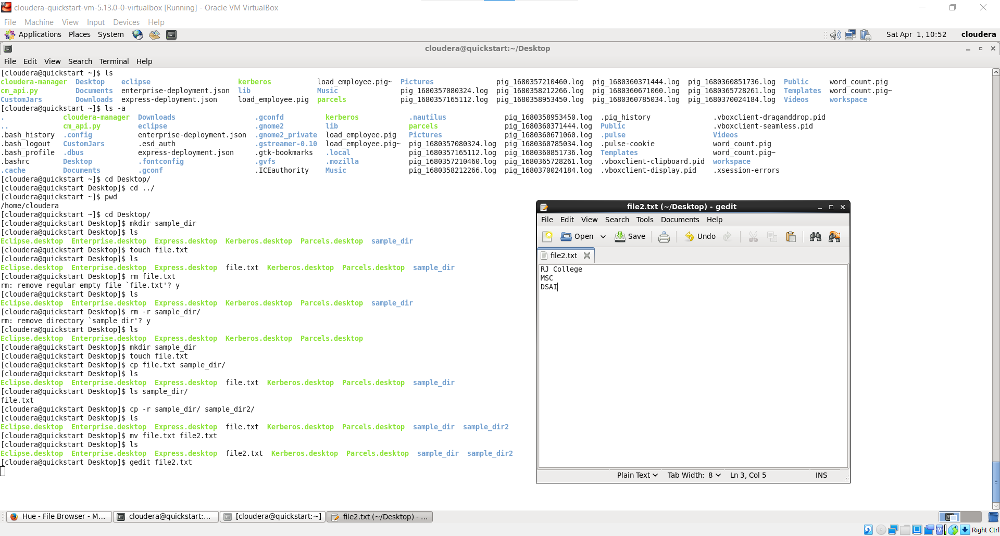 cloudera-quickstart-vm-5.13.0-0-virtualbox [Running] - Oracle VM VirtualBox
File Machine View Input Devices Help
Applications Places System Sat Apr 1, 10:52 cloudera
cloudera@quickstart:~/Desktop
File Edit View Search Terminal Help
[cloudera@quickstart ~]$ ls
cloudera-manager Desktop eclipse kerberos load_employee.pig~ Pictures pig_1680357210460.log pig_1680360371444.log pig_1680360851736.log Public word_count.pig
cm_api.py Documents enterprise-deployment.json lib Music pig_1680357080324.log pig_1680358212266.log pig_1680360671060.log pig_1680365728261.log Templates word_count.pig~
CustomJars Downloads express-deployment.json load_employee.pig parcels pig_1680357165112.log pig_1680358953450.log pig_1680360785034.log pig_1680370024184.log Videos workspace
[cloudera@quickstart ~]$ ls -a
. cloudera-manager Downloads .gconfd kerberos .nautilus pig_1680358953450.log .pig_history .vboxclient-draganddrop.pid
.. cm_api.py eclipse .gnome2 lib parcels pig_1680360371444.log Public .vboxclient-seamless.pid
.bash_history .config enterprise-deployment.json .gnome2_private load_employee.pig Pictures pig_1680360671060.log .pulse Videos
.bash_logout CustomJars .esd_auth .gstreamer-0.10 load_employee.pig~ pig_1680357080324.log pig_1680360785034.log .pulse-cookie word_count.pig
.bash_profile .dbus express-deployment.json .gtk-bookmarks .local pig_1680357165112.log pig_1680360851736.log Templates word_count.pig~
.bashrc Desktop .fontconfig .gvfs .mozilla pig_1680357210460.log pig_1680365728261.log .vboxclient-clipboard.pid workspace
.cache Documents .gconf .ICEauthority Music pig_1680358212266.log pig_1680370024184.log .vboxclient-display.pid .xsession-errors
[cloudera@quickstart ~]$ cd Desktop/
[cloudera@quickstart Desktop]$ cd ../
[cloudera@quickstart ~]$ pwd
/home/cloudera
[cloudera@quickstart ~]$ cd Desktop/
[cloudera@quickstart Desktop]$ mkdir sample_dir
[cloudera@quickstart Desktop]$ ls
Eclipse.desktop Enterprise.desktop Express.desktop Kerberos.desktop Parcels.desktop sample_dir
[cloudera@quickstart Desktop]$ touch file.txt
[cloudera@quickstart Desktop]$ ls
Eclipse.desktop Enterprise.desktop Express.desktop file.txt Kerberos.desktop Parcels.desktop sample_dir
[cloudera@quickstart Desktop]$ rm file.txt
rm: remove regular empty file `file.txt'? y
[cloudera@quickstart Desktop]$ ls
Eclipse.desktop Enterprise.desktop Express.desktop Kerberos.desktop Parcels.desktop sample_dir
[cloudera@quickstart Desktop]$ rm -r sample_dir/
rm: remove directory `sample_dir'? y
[cloudera@quickstart Desktop]$ ls
Eclipse.desktop Enterprise.desktop Express.desktop Kerberos.desktop Parcels.desktop
[cloudera@quickstart Desktop]$ mkdir sample_dir
[cloudera@quickstart Desktop]$ touch file.txt
[cloudera@quickstart Desktop]$ cp file.txt sample_dir/
[cloudera@quickstart Desktop]$ ls
Eclipse.desktop Enterprise.desktop Express.desktop file.txt Kerberos.desktop Parcels.desktop sample_dir
[cloudera@quickstart Desktop]$ ls sample_dir/
file.txt
[cloudera@quickstart Desktop]$ cp -r sample_dir/ sample_dir2/
[cloudera@quickstart Desktop]$ ls
Eclipse.desktop Enterprise.desktop Express.desktop file.txt Kerberos.desktop Parcels.desktop sample_dir sample_dir2
[cloudera@quickstart Desktop]$ mv file.txt file2.txt
[cloudera@quickstart Desktop]$ ls
Eclipse.desktop Enterprise.desktop Express.desktop file2.txt Kerberos.desktop Parcels.desktop sample_dir sample_dir2
[cloudera@quickstart Desktop]$ gedit file2.txt
file2.txt (~/Desktop) - gedit
File Edit View Search Tools Documents Help
Open Save Undo
file2.txt
RJ College
MSC
DSAI
Plain Text Tab Width: 8 Ln 3, Col 5 INS
Hue - File Browser - M... cloudera@quickstart:... [cloudera@quickstart:~] file2.txt (~/Desktop) - ...
Right Ctrl